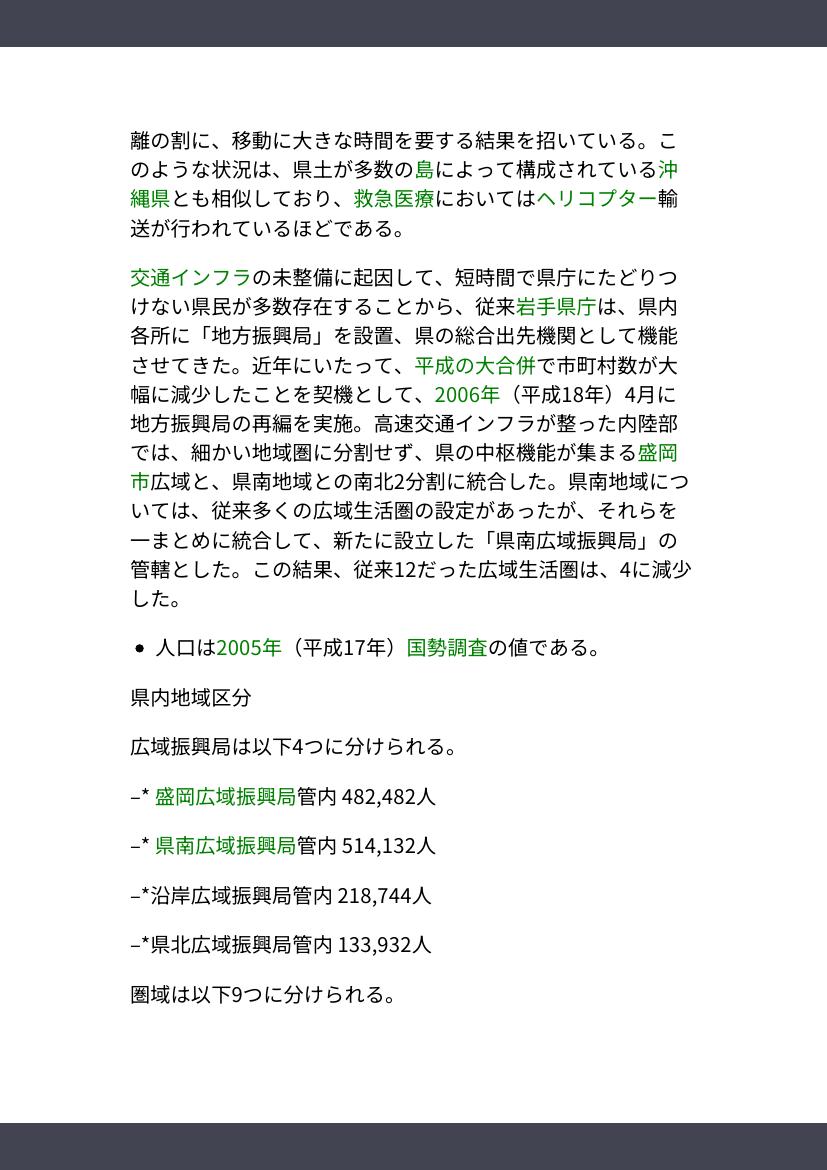 離の割に、移動に大きな時間を要する結果を招いている。こ
のような状況は、県土が多数の島によって構成されている沖
縄県とも相似しており、救急医療においてはヘリコプター輸
送が行われているほどである。
交通インフラの未整備に起因して、短時間で県庁にたどりつ
けない県民が多数存在することから、従来岩手県庁は、県内
各所に「地方振興局」を設置、県の総合出先機関として機能
させてきた。近年にいたって、平成の大合併で市町村数が大
幅に減少したことを契機として、2006年（平成18年）4月に
地方振興局の再編を実施。高速交通インフラが整った内陸部
では、細かい地域圏に分割せず、県の中枢機能が集まる盛岡
市広域と、県南地域との南北2分割に統合した。県南地域につ
いては、従来多くの広域生活圏の設定があったが、それらを
一まとめに統合して、新たに設立した「県南広域振興局」の
管轄とした。この結果、従来12だった広域生活圏は、4に減少
した。
• 人口は2005年（平成17年）国勢調査の値である。
県内地域区分
広域振興局は以下4つに分けられる。
–* 盛岡広域振興局管内 482,482人
–* 県南広域振興局管内 514,132人
–*沿岸広域振興局管内 218,744人
–*県北広域振興局管内 133,932人
圏域は以下9つに分けられる。